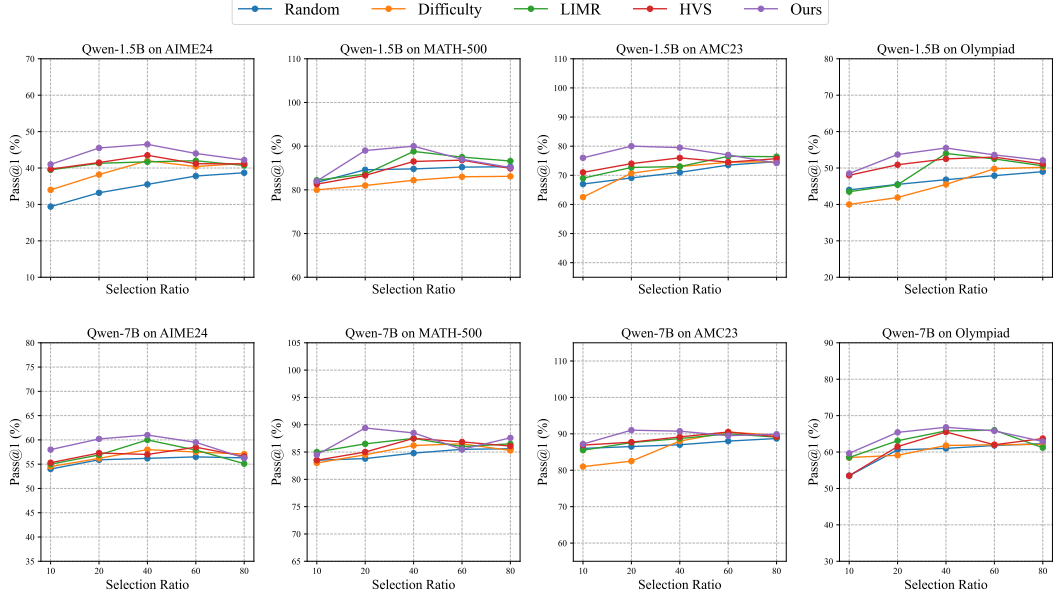 Random Difficulty LIMR HVS Ours
Qwen-1.5B on AIME24
Pass@1 (%)
70
60
50
40
30
20
10
Selection Ratio
Qwen-1.5B on MATH-500
Pass@1 (%)
110
100
90
80
70
60
Selection Ratio
Qwen-1.5B on AMC23
Pass@1 (%)
110
100
90
80
70
60
50
40
Selection Ratio
Qwen-1.5B on Olympiad
Pass@1 (%)
80
70
60
50
40
30
20
Selection Ratio
Qwen-7B on AIME24
Pass@1 (%)
80
75
70
65
60
55
50
45
40
35
10 20 40 60 80
Selection Ratio
Qwen-7B on MATH-500
Pass@1 (%)
105
100
95
90
85
80
75
70
65
10 20 40 60 80
Selection Ratio
Qwen-7B on AMC23
Pass@1 (%)
110
100
90
80
70
60
10 20 40 60 80
Selection Ratio
Qwen-7B on Olympiad
Pass@1 (%)
90
80
70
60
50
40
30
10 20 40 60 80
Selection Ratio